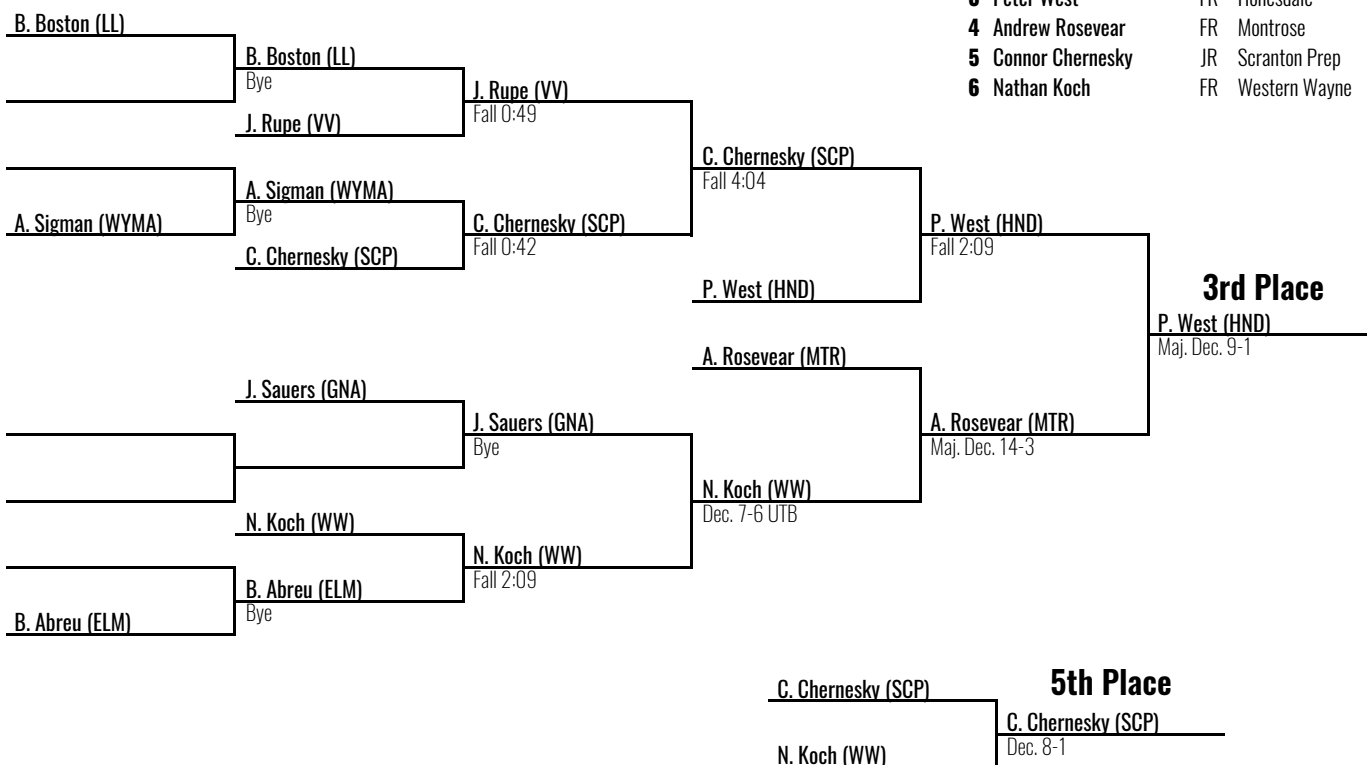 3 Peter West FR Honesdale
4 Andrew Rosevear FR Montrose
5 Connor Chernesky JR Scranton Prep
6 Nathan Koch FR Western Wayne
B. Boston (LL)
B. Boston (LL)
Bye
J. Rupe (VV)
J. Rupe (VV)
Fall 0:49
A. Sigman (WYMA)
A. Sigman (WYMA)
Bye
C. Chernesky (SCP)
C. Chernesky (SCP)
Fall 0:42
C. Chernesky (SCP)
Fall 4:04
P. West (HND)
P. West (HND)
Fall 2:09
3rd Place
P. West (HND)
Maj. Dec. 9-1
A. Rosevear (MTR)
A. Rosevear (MTR)
Maj. Dec. 14-3
J. Sauers (GNA)
J. Sauers (GNA)
Bye
N. Koch (WW)
Dec. 7-6 UTB
N. Koch (WW)
N. Koch (WW)
Fall 2:09
B. Abreu (ELM)
Bye
B. Abreu (ELM)
5th Place
C. Chernesky (SCP)
C. Chernesky (SCP)
Dec. 8-1
N. Koch (WW)